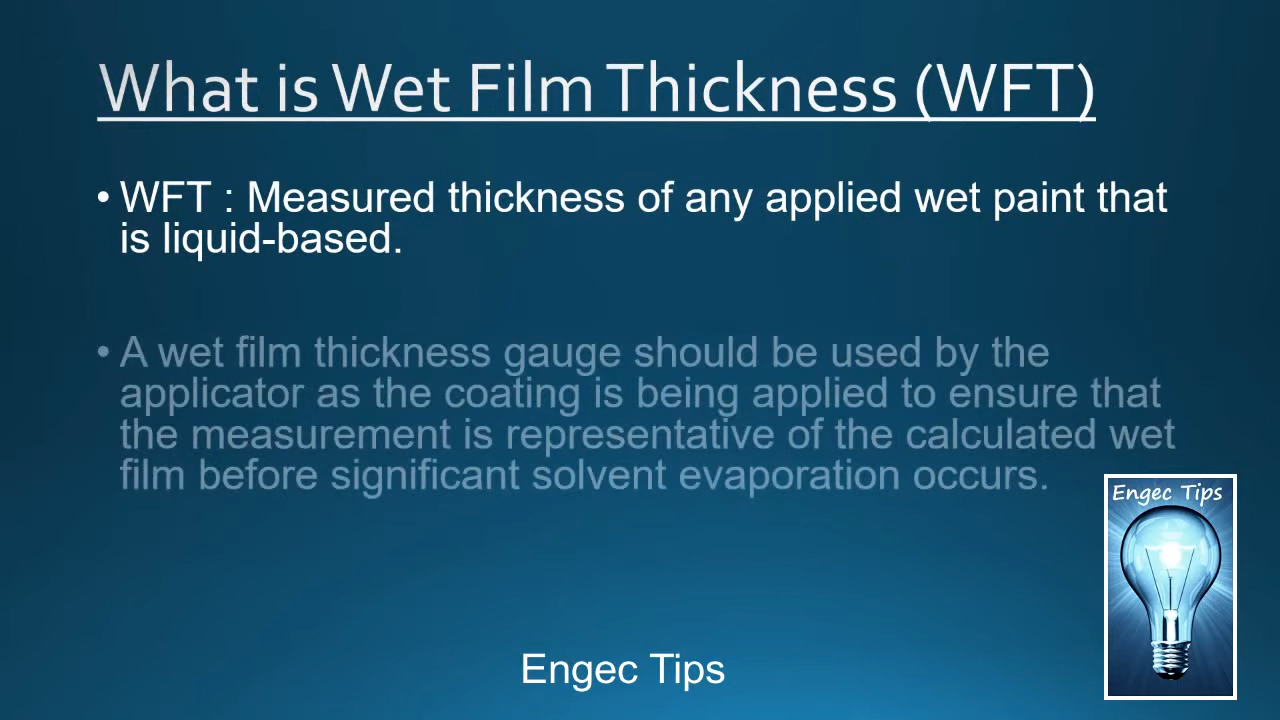 What is Wet Film Thickness (WFT)
• WFT : Measured thickness of any applied wet paint that
is liquid-based.
• A wet film thickness gauge should be used by the
applicator as the coating is being applied to ensure that
the measurement is representative of the calculated wet
film before significant solvent evaporation occurs.
Engec Tips
Engec Tips